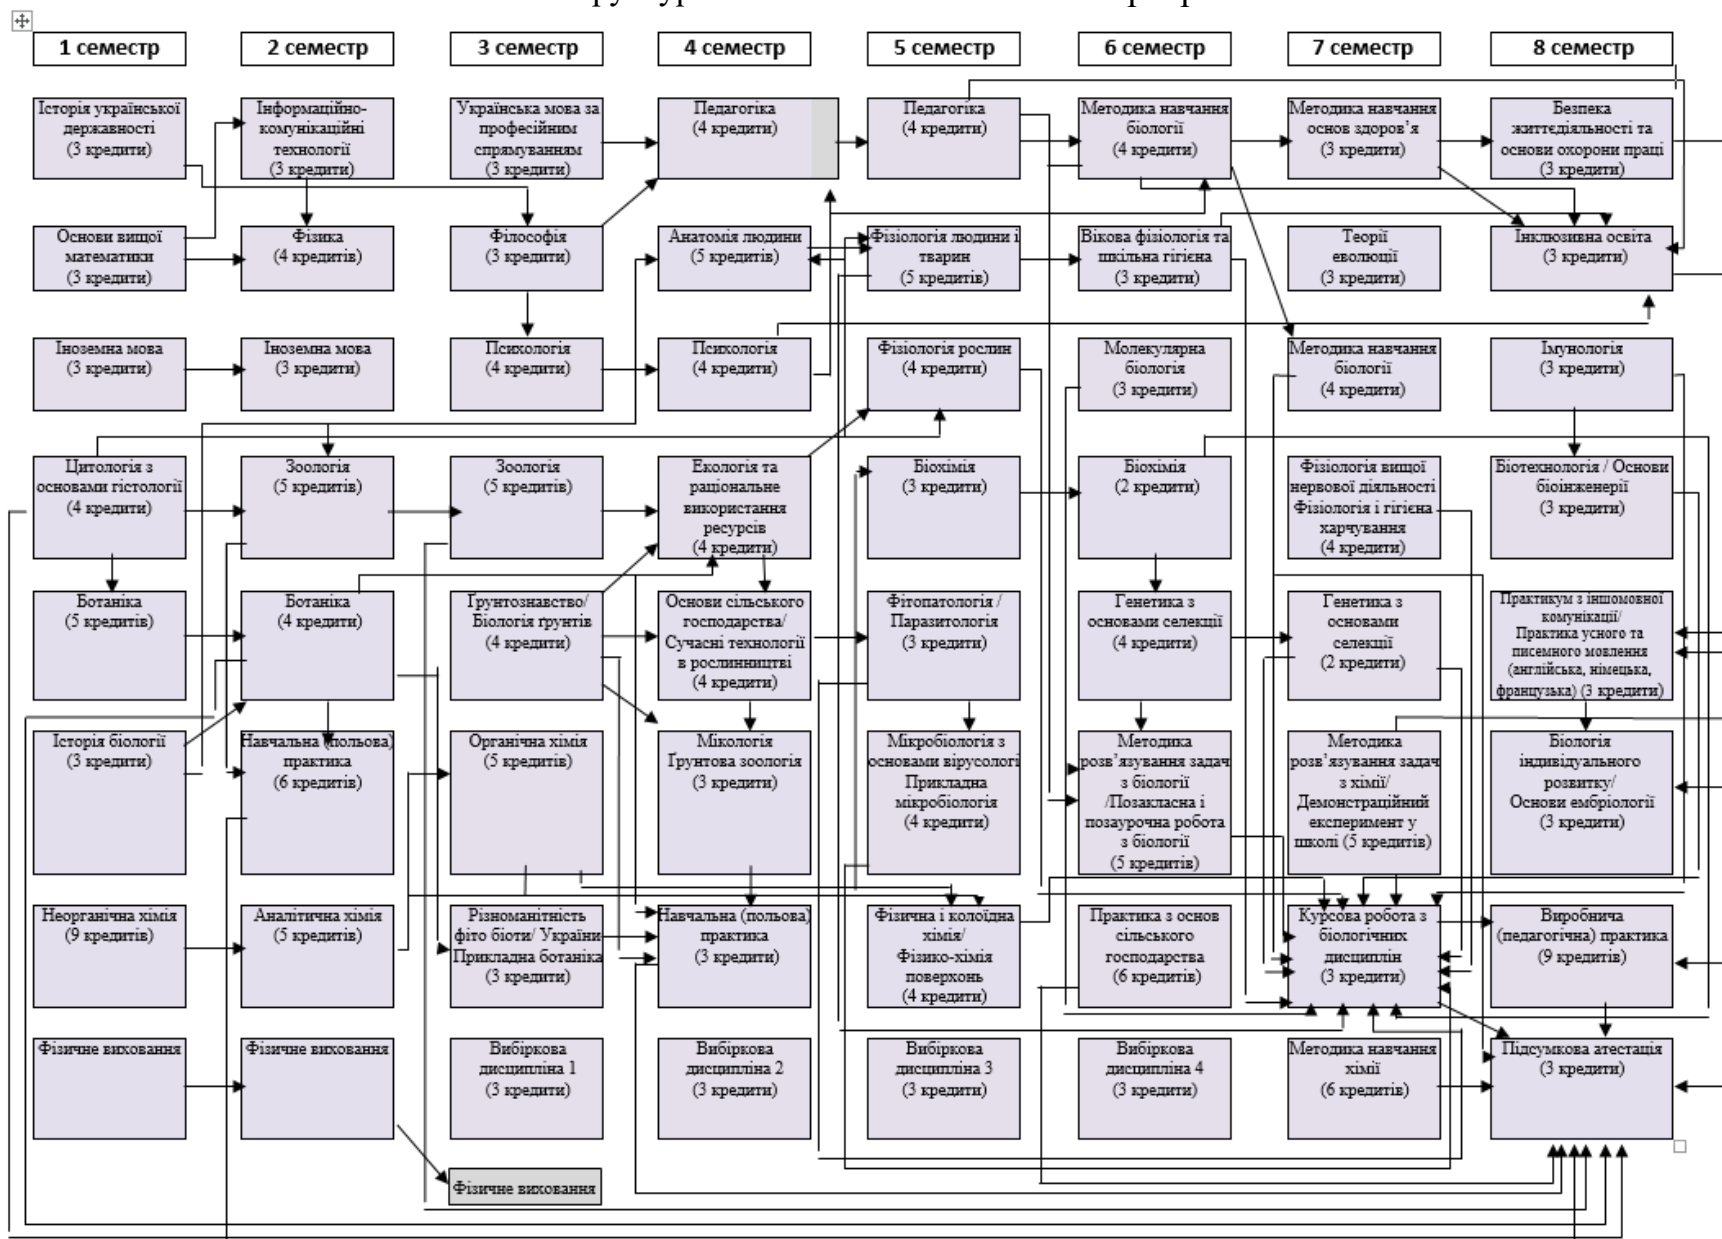 1 семестр
2 семестр
3 семестр
4 семестр
5 семестр
6 семестр
7 семестр
8 семестр
Історія української
державності
(3 кредити)
Інформаційно-
комунікаційні
технології
(3 кредити)
Українська мова за
професійним
спрямуванням
(3 кредити)
Педагогіка
(4 кредити)
Педагогіка
(4 кредити)
Методика навчання
біології
(4 кредити)
Методика навчання
основ здоров’я
(3 кредити)
Безпека
життєдіяльності та
основи охорони праці
(3 кредити)
Основи вищої
математики
(3 кредити)
Фізика
(4 кредитів)
Філософія
(3 кредити)
Анатомія людини
(5 кредитів)
Фізіологія людини і
тварин
(5 кредитів)
Вікова фізіологія та
шкільна гігієна
(3 кредити)
Теорії
еволюції
(3 кредити)
Інклюзивна освіта
(3 кредити)
Іноземна мова
(3 кредити)
Іноземна мова
(3 кредити)
Психологія
(4 кредити)
Психологія
(4 кредити)
Фізіологія рослин
(4 кредити)
Молекулярна
біологія
(3 кредити)
Методика навчання
біології
(4 кредити)
Імунологія
(3 кредити)
Цитологія з
основами гістології
(4 кредити)
Зоологія
(5 кредитів)
Зоологія
(5 кредитів)
Екологія та
раціональне
використання
ресурсів
(4 кредити)
Біохімія
(3 кредити)
Біохімія
(2 кредити)
Фізіологія вищої
нервової діяльності
Фізіологія і гігієна
харчування
(4 кредити)
Біотехнологія / Основи
біоінженерії
(3 кредити)
Ботаніка
(5 кредитів)
Ботаніка
(4 кредити)
Ґрунтознавство/
Біологія ґрунтів
(4 кредити)
Основи сільського
господарства/
Сучасні технології
в рослинництві
(4 кредити)
Фітопатологія /
Паразитологія
(3 кредити)
Генетика з
основами селекції
(4 кредити)
Генетика з
основами
селекції
(2 кредити)
Практикум з іншомовної
комунікації/
Практика усного та
писемного мовлення
(англійська, німецька,
французька) (3 кредити)
Історія біології
(3 кредити)
Навчальна (польова)
практика
(6 кредитів)
Органічна хімія
(5 кредитів)
Мікологія
Ґрунтова зоологія
(3 кредити)
Мікробіологія з
основами вірусологі
Прикладна
мікробіологія
(4 кредити)
Методика
розв’язування задач
з біології
/Позакласна і
позаурочна робота
з біології
(5 кредитів)
Методика
розв’язування задач
з хімії/
Демонстраційний
експеримент у
школі (5 кредитів)
Біологія
індивідуального
розвитку/
Основи ембріології
(3 кредити)
Неорганічна хімія
(9 кредитів)
Аналітична хімія
(5 кредитів)
Різноманітність
фіто біоти/ України
Прикладна ботаніка
(3 кредити)
Навчальна (польова)
практика
(3 кредити)
Фізична і колоїдна
хімія/
Фізико-хімія
поверхонь
(4 кредити)
Практика з основ
сільського
господарства
(6 кредитів)
Курсова робота з
біологічних
дисциплін
(3 кредити)
Виробнича
(педагогічна) практика
(9 кредитів)
Фізичне виховання
Фізичне виховання
Вибіркова
дисципліна 1
(3 кредити)
Вибіркова
дисципліна 2
(3 кредити)
Вибіркова
дисципліна 3
(3 кредити)
Вибіркова
дисципліна 4
(3 кредити)
Методика навчання
хімії
(6 кредитів)
Підсумкова атестація
(3 кредити)
Фізичне виховання